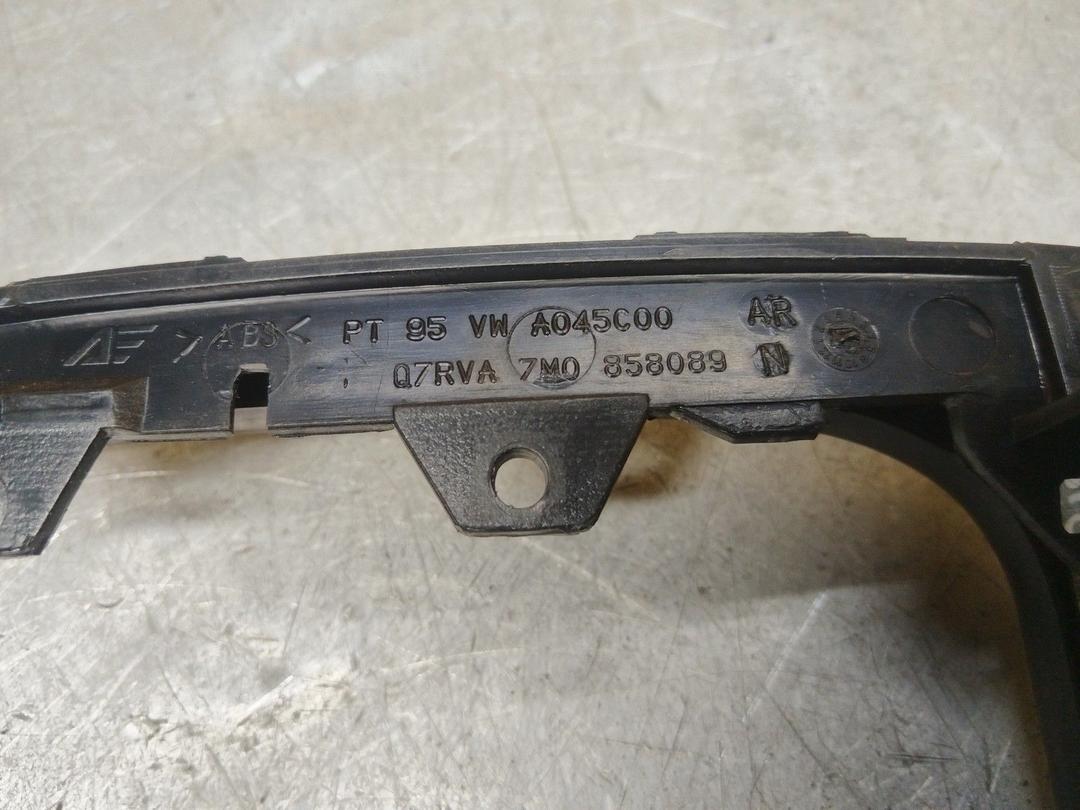 >ABS< PT 95 VW A045C00 AR
Q7RVA 7M0 858089 N